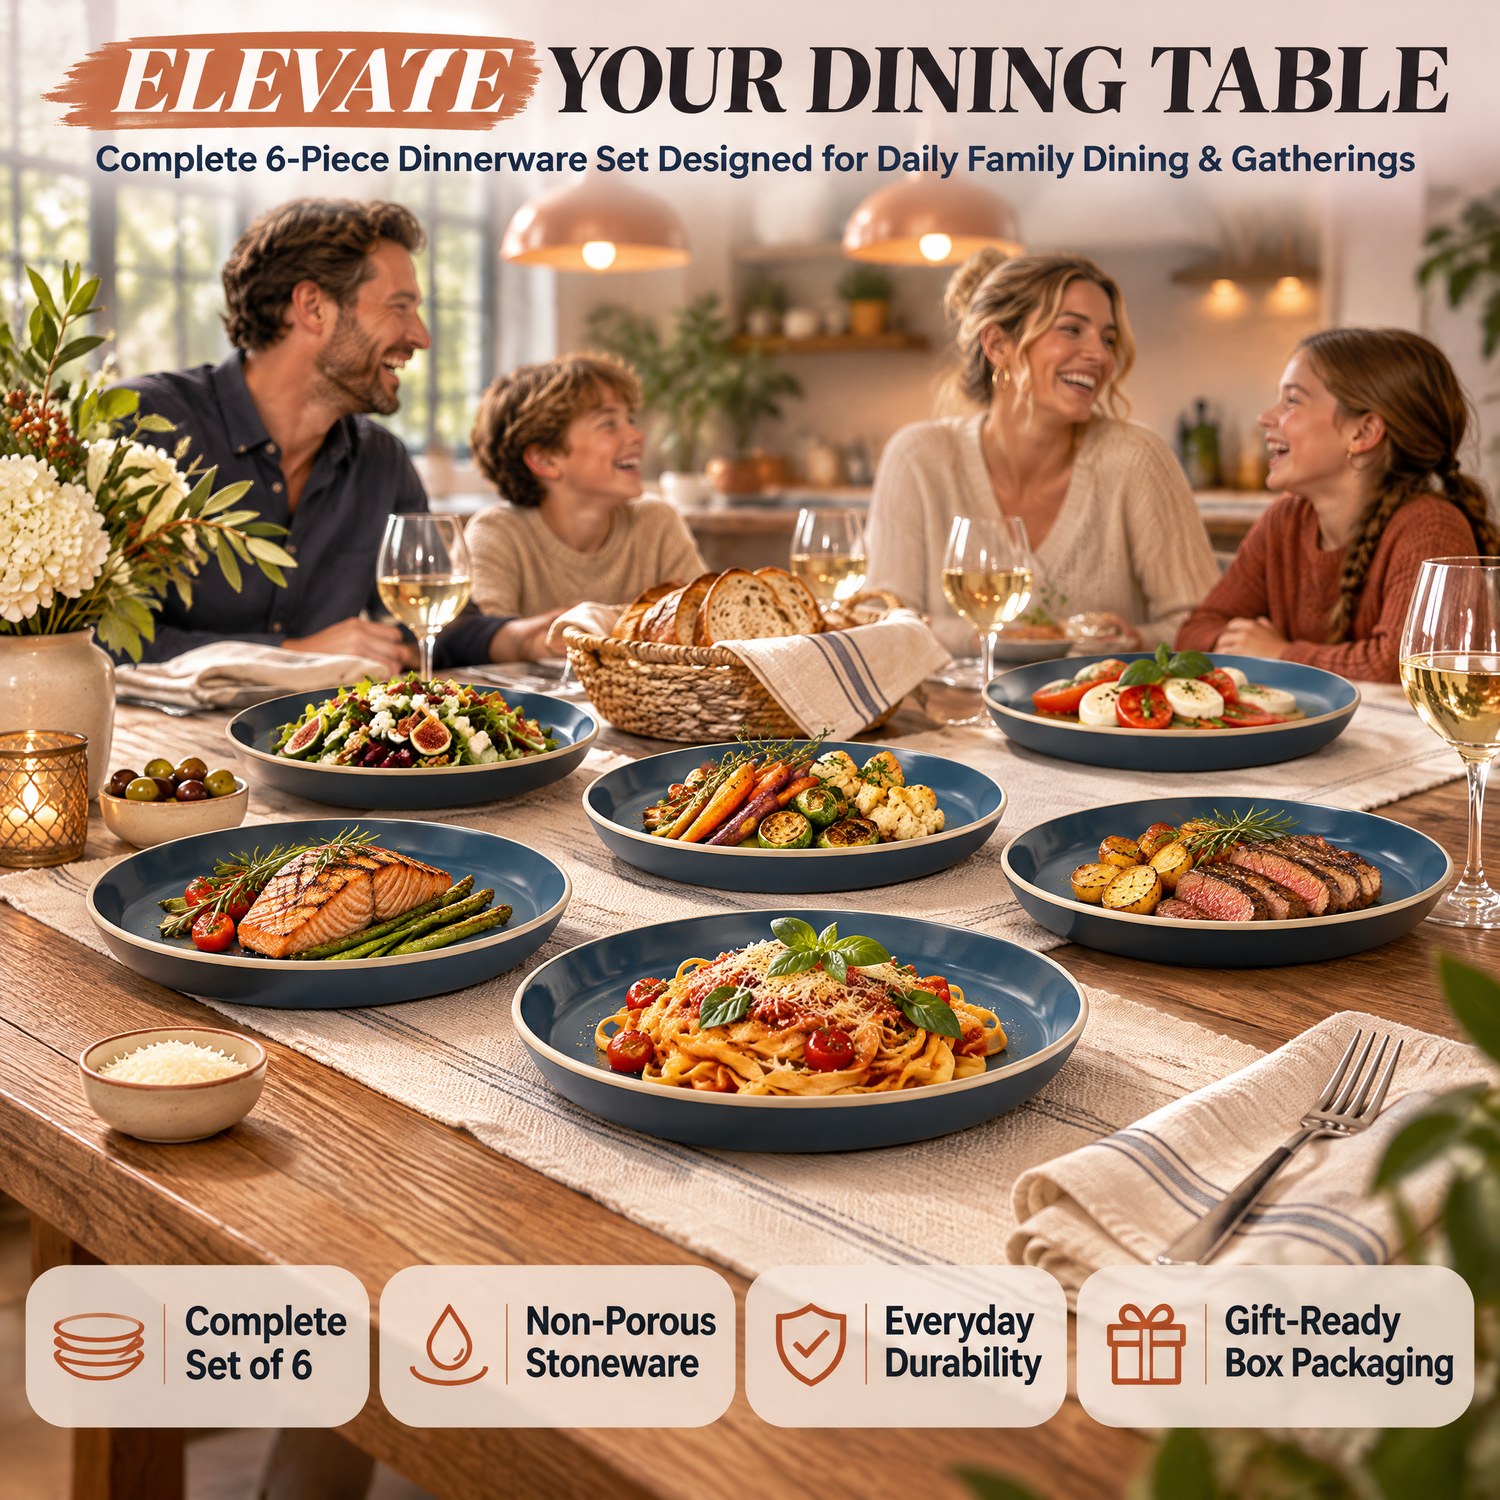 ELEVATE YOUR DINING TABLE
Complete 6-Piece Dinnerware Set Designed for Daily Family Dining & Gatherings
Complete
Set of 6
Non-Porous
Stoneware
Everyday
Durability
Gift-Ready
Box Packaging